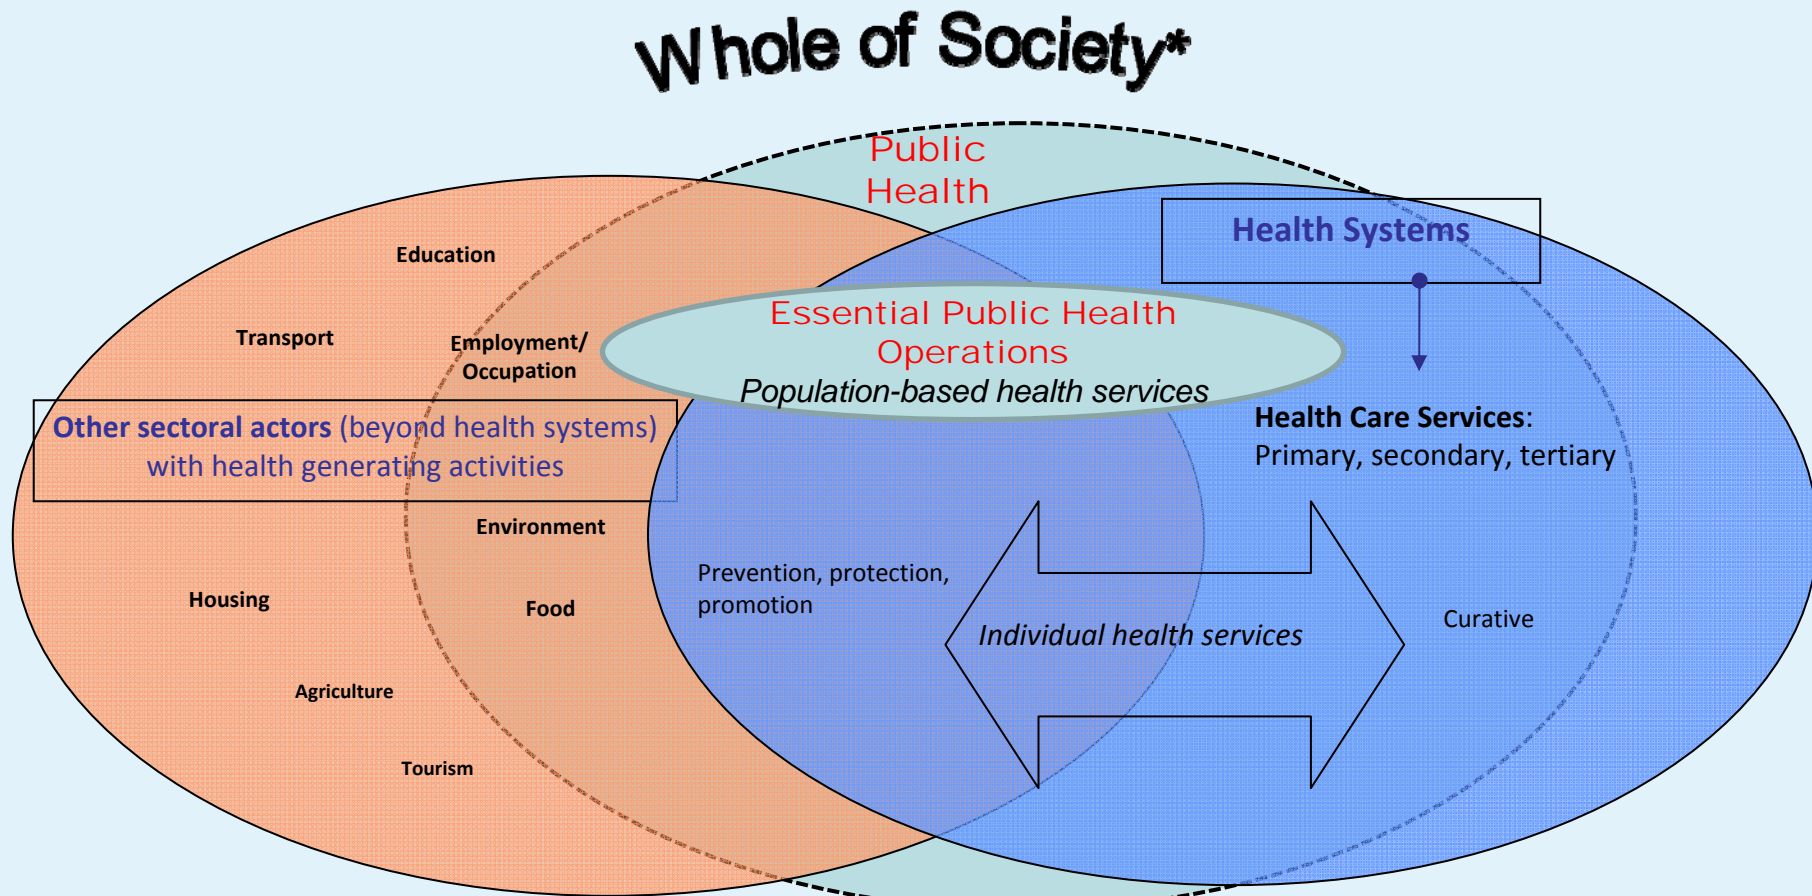 Whole of Society*
Public
Health
Health Systems
Education
Essential Public Health
Operations
Population-based health services
Transport
Employment/
Occupation
Other sectoral actors (beyond health systems)
with health generating activities
Health Care Services:
Primary, secondary, tertiary
Environment
Prevention, protection,
promotion
Housing
Food
Individual health services
Curative
Agriculture
Tourism